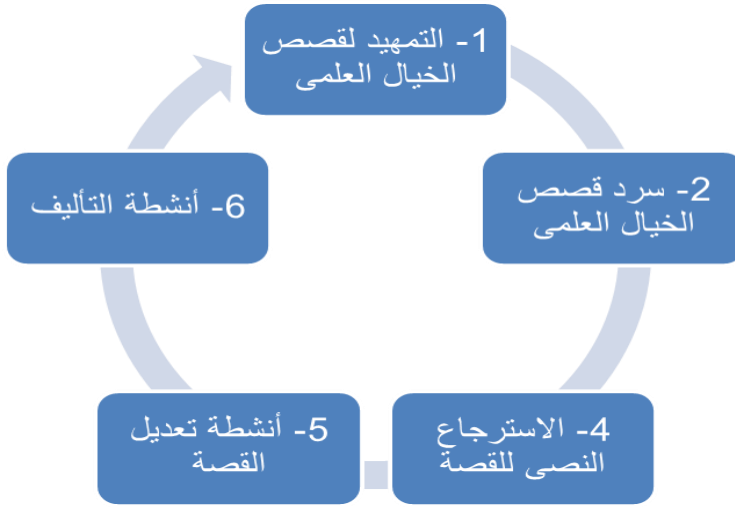 1- التمهيد لقصص
الخيال العلمى
2- سرد قصص
الخيال العلمى
4- الاسترجاع
النصى للقصة
5- أنشطة تعديل
القصة
6- أنشطة التأليف